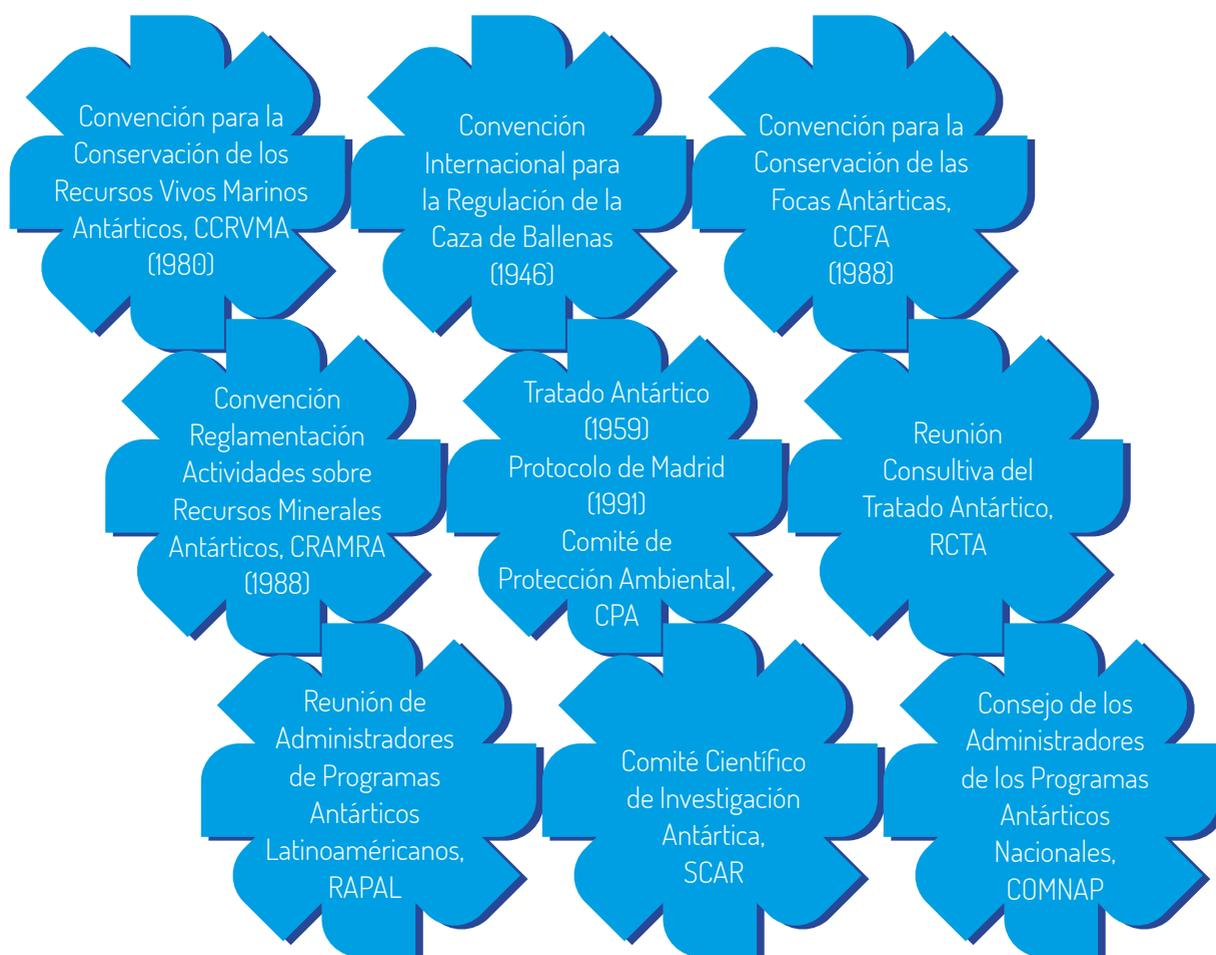 Convención para la
Conservación de los
Recursos Vivos Marinos
Antárticos, CCRVMA
(1980)
Convención
Internacional para
la Regulación de la
Caza de Ballenas
(1946)
Convención para la
Conservación de las
Focas Antárticas,
CCFA
(1988)
Convención
Reglamentación
Actividades sobre
Recursos Minerales
Antárticos, CRAMRA
(1988)
Tratado Antártico
(1959)
Protocolo de Madrid
(1991)
Comité de
Protección Ambiental,
CPA
Reunión
Consultiva del
Tratado Antártico,
RCTA
Reunión de
Administradores
de Programas
Antárticos
Latinoaméricanos,
RAPAL
Comité Científico
de Investigación
Antártica,
SCAR
Consejo de los
Administradores
de los Programas
Antárticos
Nacionales,
COMNAP